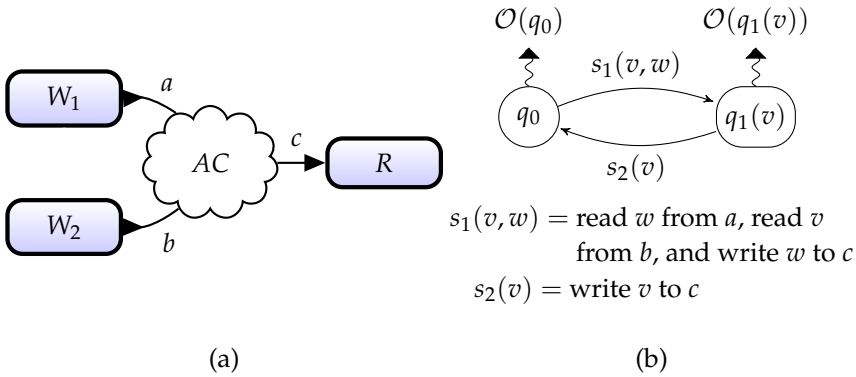 W₁
a
AC
c
R
W₂
b
(a)
𝒪(q₀)
𝒪(q₁(v))
s₁(v, w)
q₀
q₁(v)
s₂(v)
s₁(v, w) = read w from a, read v
from b, and write w to c
s₂(v) = write v to c
(b)